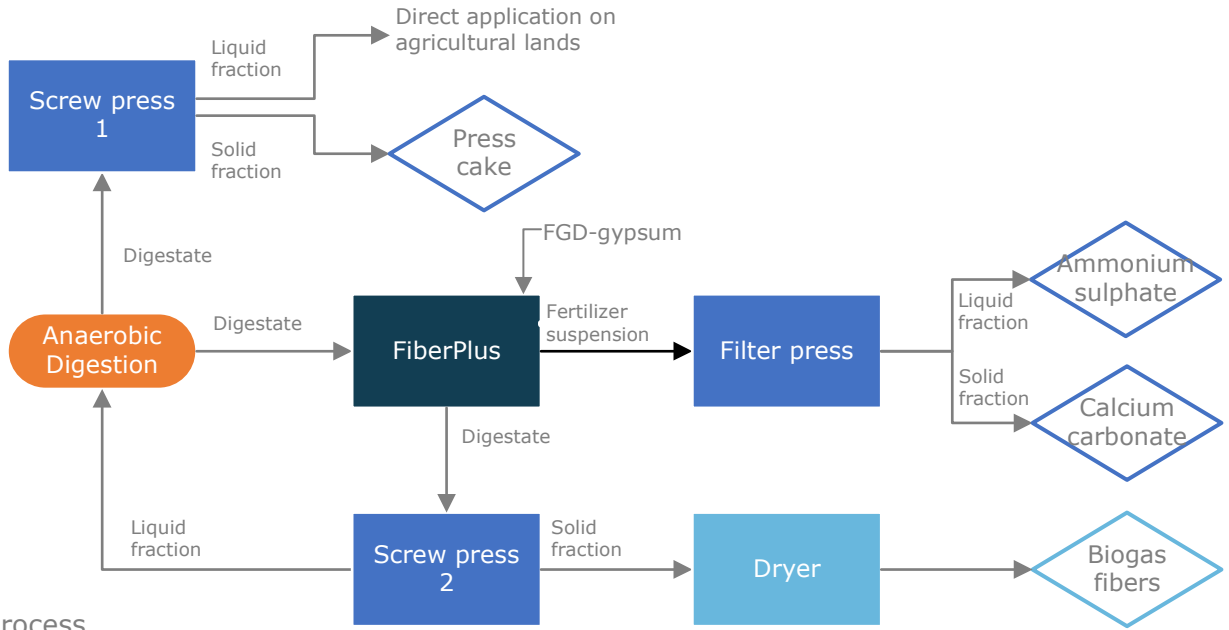 Direct application on
agricultural lands
Liquid
fraction
Screw press
1
Solid
fraction
Press
cake
Digestate
FGD-gypsum
Anaerobic
Digestion
Digestate
FiberPlus
Fertilizer
suspension
Filter press
Liquid
fraction
Ammonium
sulphate
Solid
fraction
Calcium
carbonate
Digestate
Liquid
fraction
Screw press
2
Solid
fraction
Dryer
Biogas
fibers
rocess